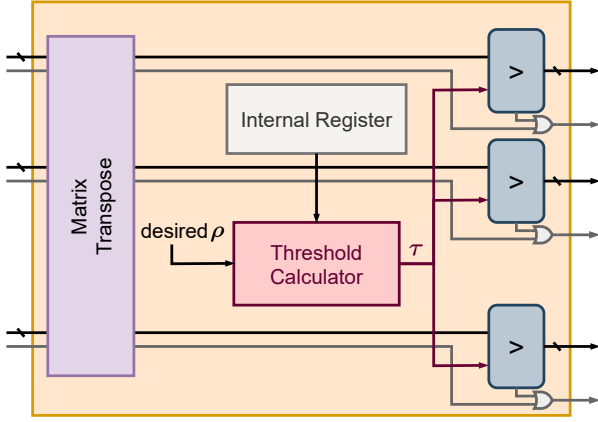 >
Internal Register
Matrix
Transpose
>
desired ρ
τ
Threshold
Calculator
>